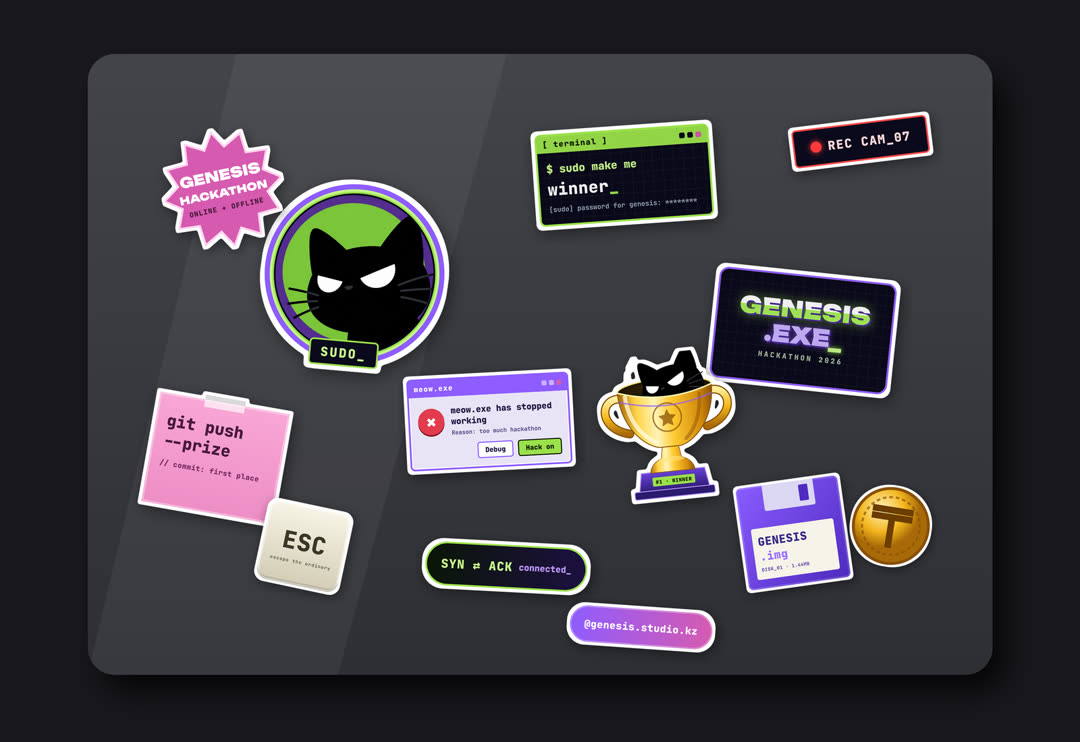 GENESIS
HACKATHON
ONLINE + OFFLINE
SUDO_
[ terminal ]
$ sudo make me
winner_
[sudo] password for genesis: ********
REC CAM_07
GENESIS
.EXE_
HACKATHON 2026
meow.exe
meow.exe has stopped
working
Reason: too much hackathon
Debug
Hack on
#1 · WINNER
git push
--prize
// commit: first place
ESC
escape the ordinary
SYN ⇄ ACK connected_
@genesis.studio.kz
GENESIS
.img
DISK_01 · 1.44MB
₸